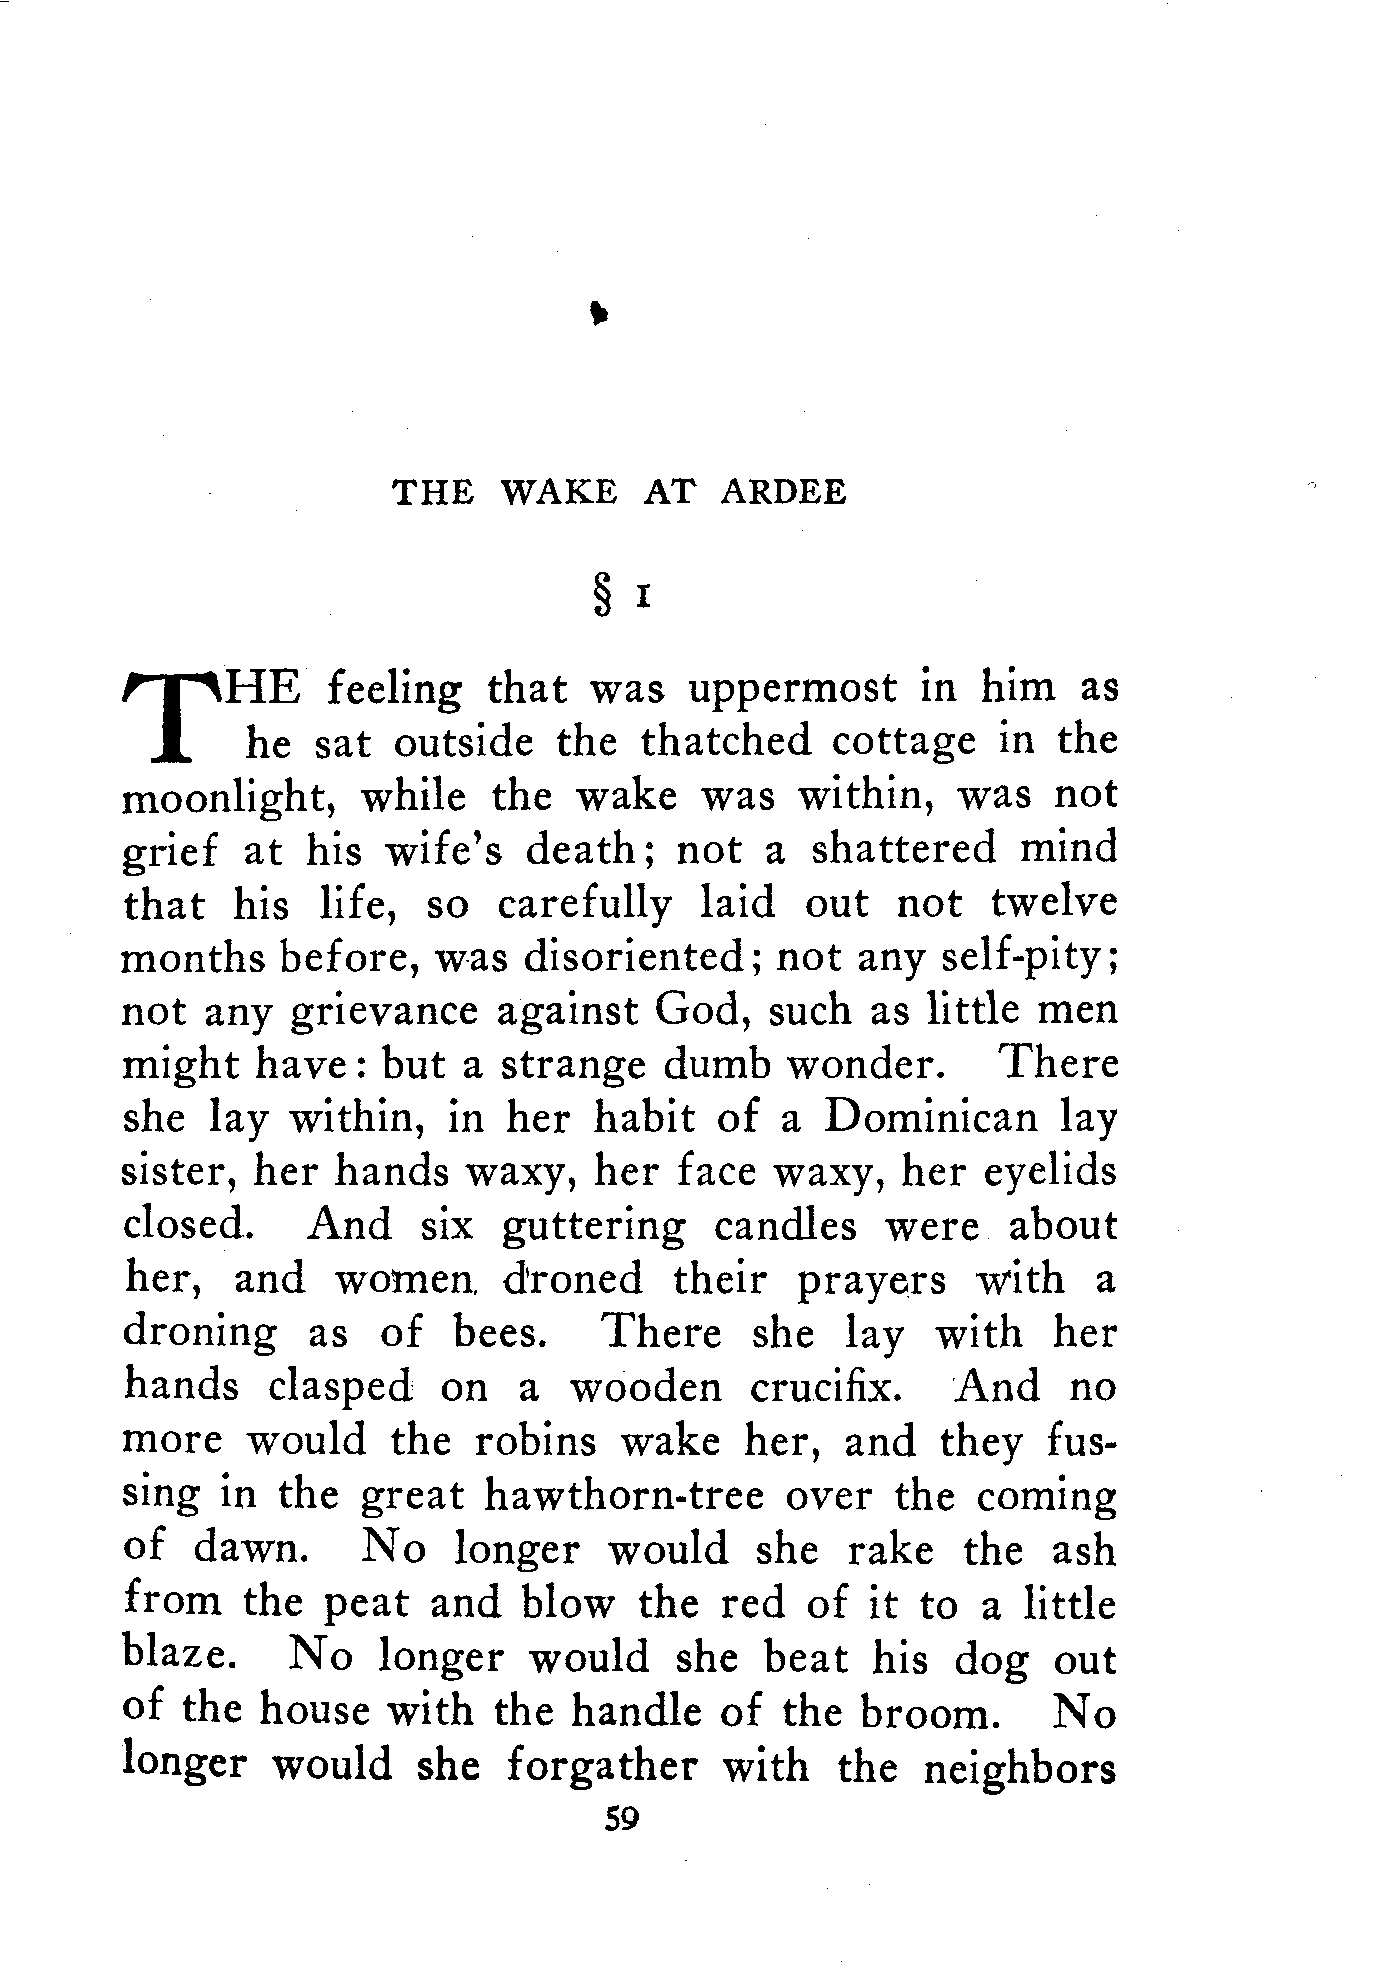 THE WAKE AT ARDEE
§ 1
THE feeling that was uppermost in him as
he sat outside the thatched cottage in the
moonlight, while the wake was within, was not
grief at his wife's death; not a shattered mind
that his life, so carefully laid out not twelve
months before, was disoriented; not any self-pity;
not any grievance against God, such as little men
might have: but a strange dumb wonder. There
she lay within, in her habit of a Dominican lay
sister, her hands waxy, her face waxy, her eyelids
closed. And six guttering candles were about
her, and women droned their prayers with a
droning as of bees. There she lay with her
hands clasped on a wooden crucifix. And no
more would the robins wake her, and they fus-
sing in the great hawthorn-tree over the coming
of dawn. No longer would she rake the ash
from the peat and blow the red of it to a little
blaze. No longer would she beat his dog out
of the house with the handle of the broom. No
longer would she forgather with the neighbors
59